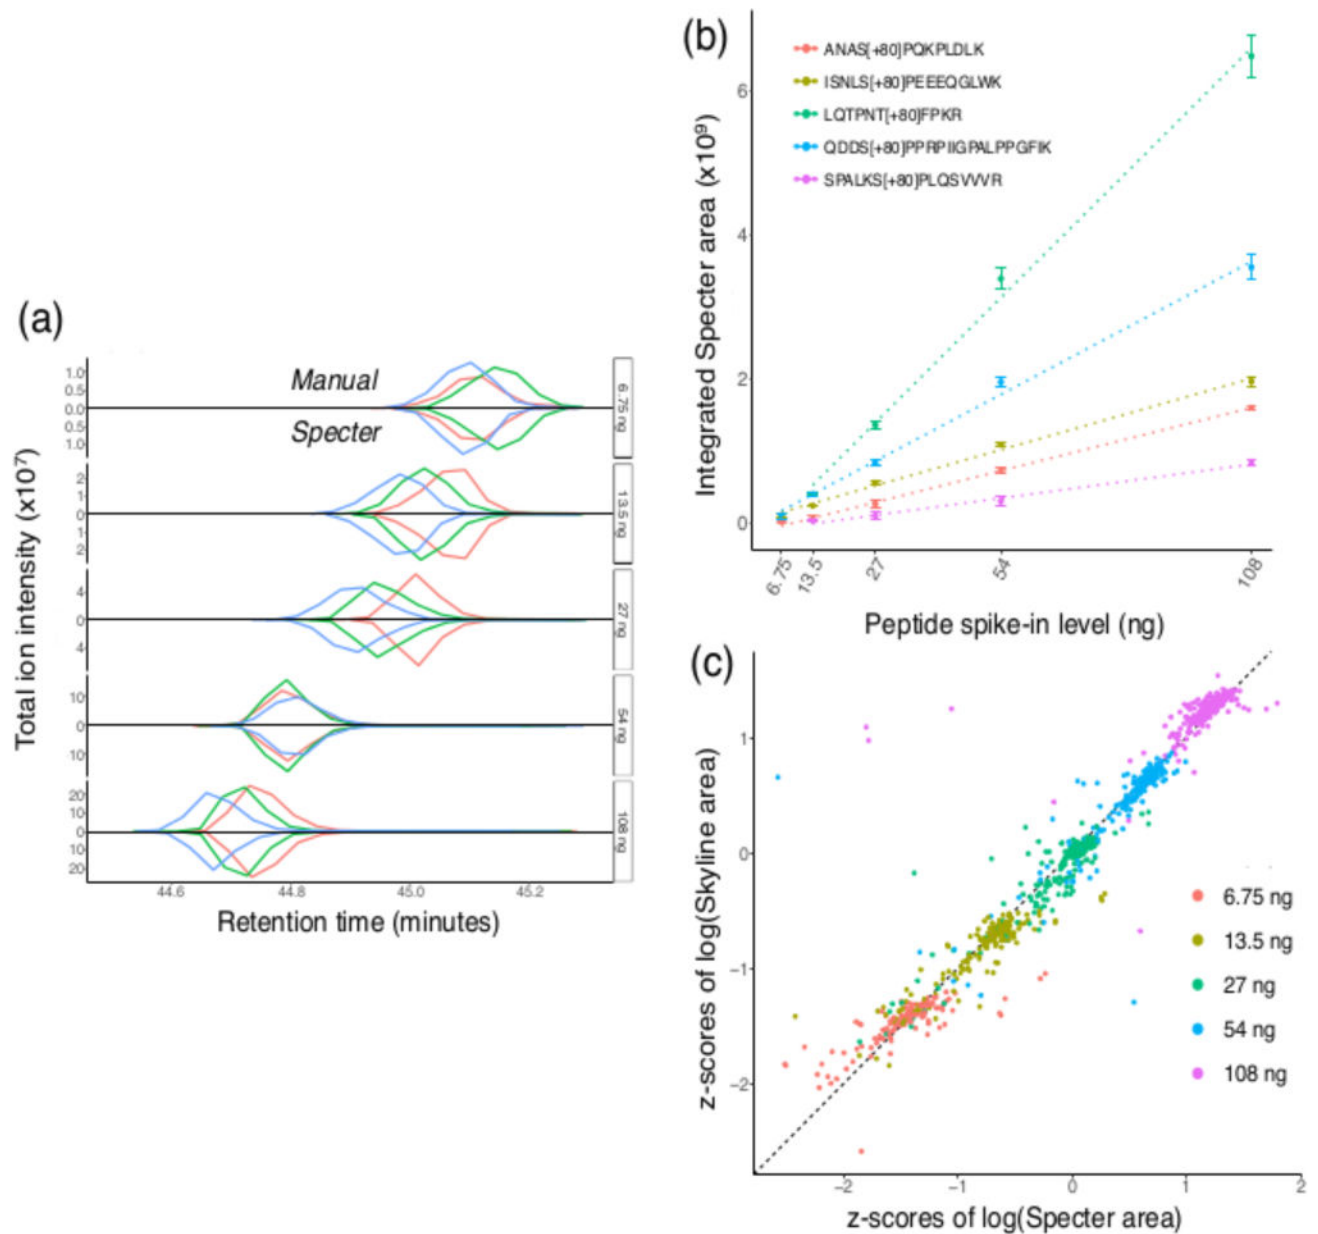 (a)
Manual
Specter
1.0
0.5
0.0
0.5
1.0
6.75 ng
2
1
0
1
2
13.5 ng
4
0
4
27 ng
10
0
10
54 ng
20
10
0
10
20
108 ng
44.6 44.8 45.0 45.2
Total ion intensity (x10⁷)
Retention time (minutes)
(b)
ANAS[+80]PQKPLDLK
ISNLS[+80]PEEEQGLWK
LQTPNT[+80]FPKR
QDDS[+80]PPRPIIGPALPPGFIK
SPALKS[+80]PLQSVVVR
6
4
2
0
Integrated Specter area (x10⁹)
6.75 13.5 27 54 108
Peptide spike-in level (ng)
(c)
1
0
−1
−2
z-scores of log(Skyline area)
6.75 ng
13.5 ng
27 ng
54 ng
108 ng
−2 −1 0 1 2
z-scores of log(Specter area)